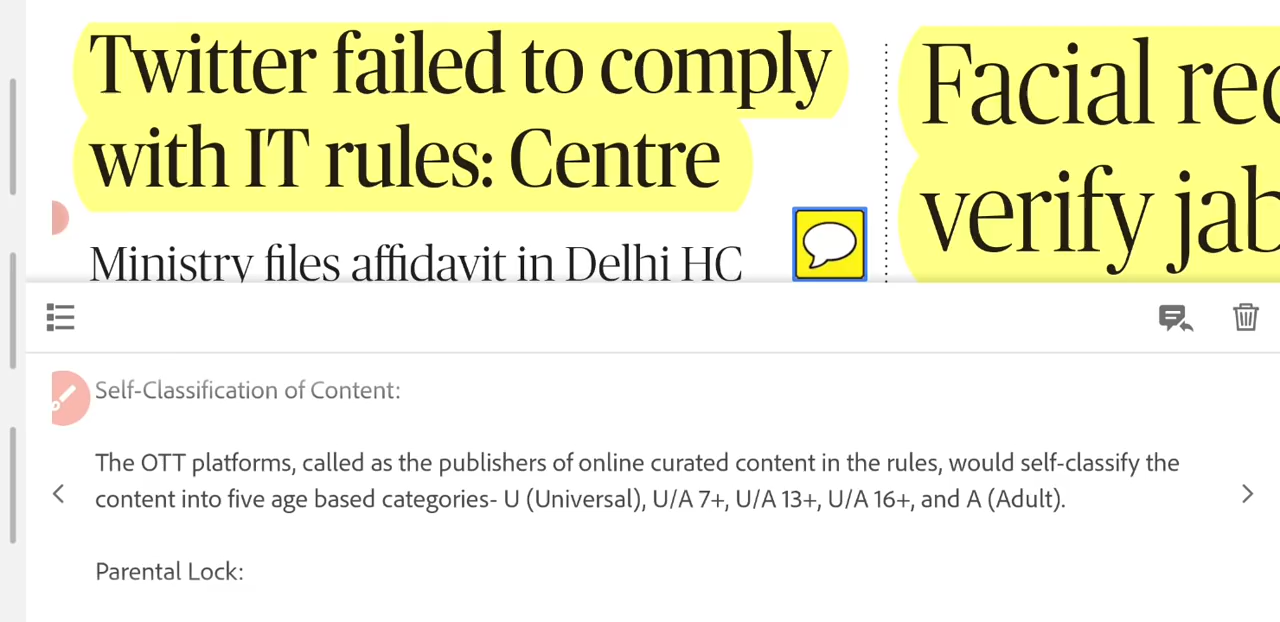 Twitter failed to comply
with IT rules: Centre
Ministry files affidavit in Delhi HC
Facial
verify
Self-Classification of Content:
The OTT platforms, called as the publishers of online curated content in the rules, would self-classify the
content into five age based categories- U (Universal), U/A 7+, U/A 13+, U/A 16+, and A (Adult).
Parental Lock: